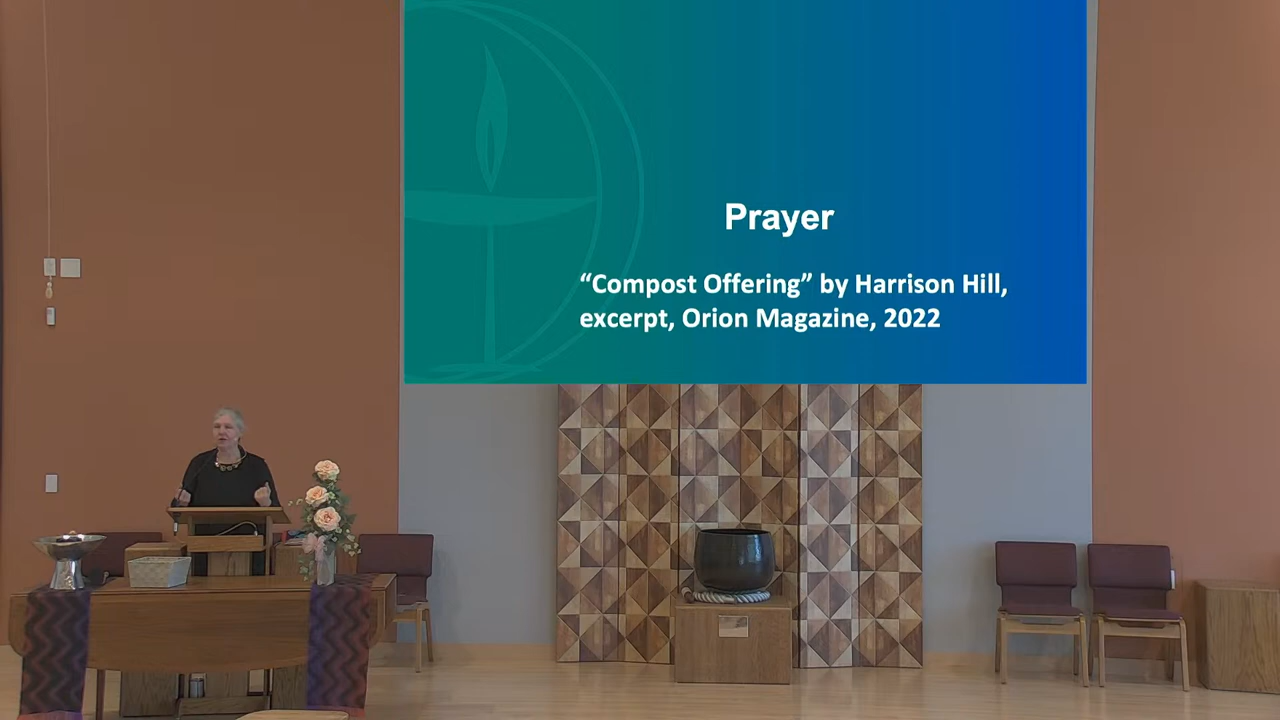 Prayer
“Compost Offering” by Harrison Hill,
excerpt, Orion Magazine, 2022